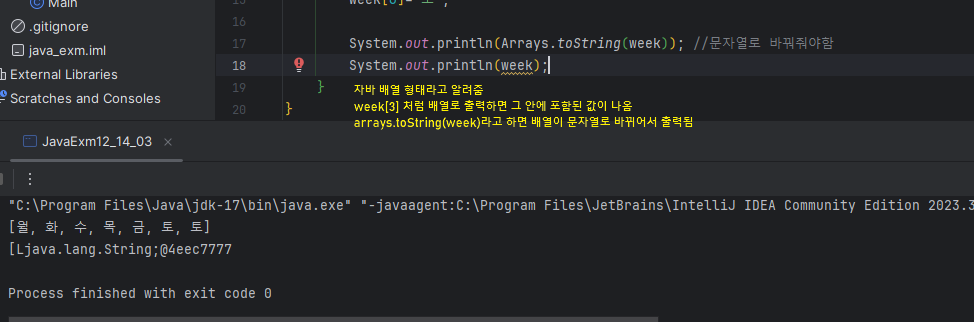 15
week[6]="토";
Main
.gitignore
16
java_exm.iml
17 System.out.println(Arrays.toString(week)); //문자열로 바꿔줘야함
External Libraries
18 System.out.println(week);
Scratches and Consoles
19 }
자바 배열 형태라고 알려줌
20 }
week[3] 처럼 배열로 출력하면 그 안에 포함된 값이 나옴
arrays.toString(week)라고 하면 배열이 문자열로 바뀌어서 출력됨
JavaExm12_14_03
"C:\Program Files\Java\jdk-17\bin\java.exe" "-javaagent:C:\Program Files\JetBrains\IntelliJ IDEA Community Edition 2023.3
[월, 화, 수, 목, 금, 토, 토]
[Ljava.lang.String;@4eec7777
Process finished with exit code 0